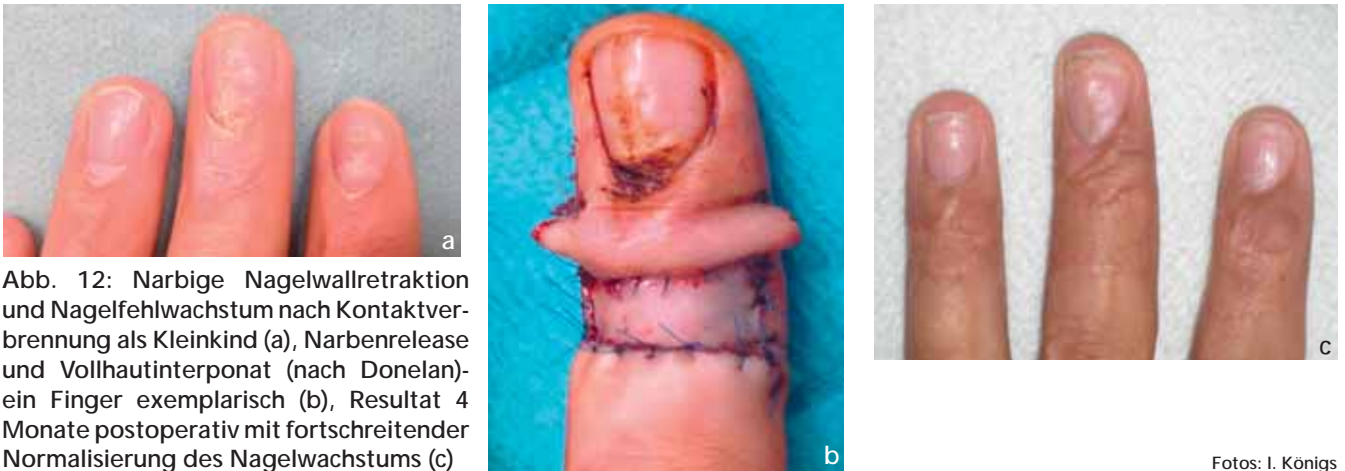 a
Abb. 12: Narbige Nagelwallretraktion
und Nagelfehlwachstum nach Kontaktver-
brennung als Kleinkind (a), Narbenrelease
und Vollhautinterponat (nach Donelan)-
ein Finger exemplarisch (b), Resultat 4
Monate postoperativ mit fortschreitender
Normalisierung des Nagelwachstums (c)
b
c
Fotos: I. Königs